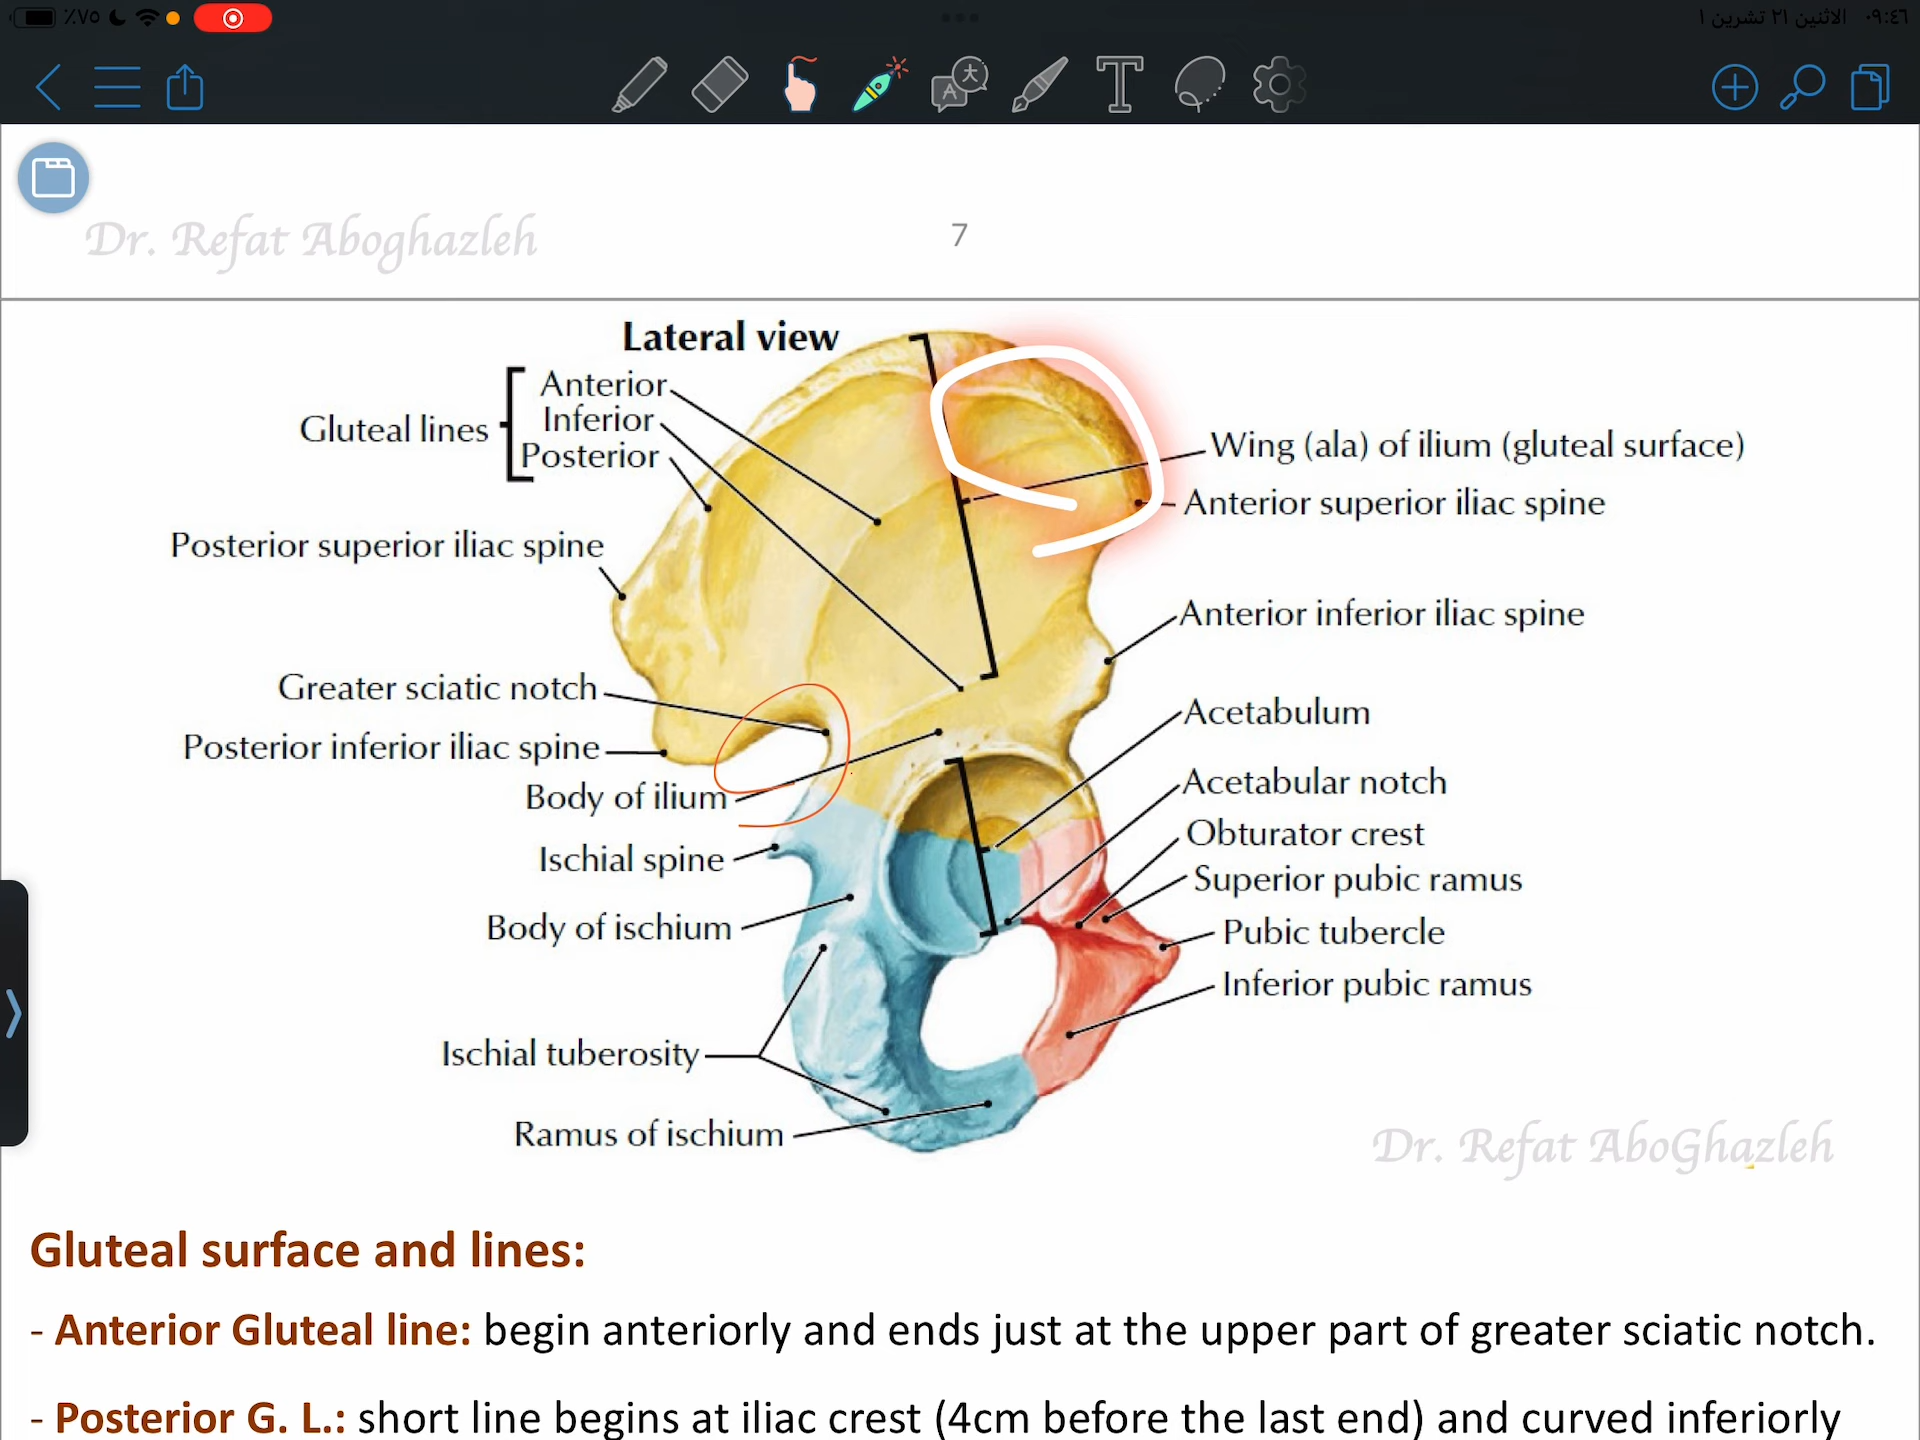 ٪٧٥
٠٩:٤٦ الاثنين ٢١ تشرين ١
Dr. Refat Aboghazleh
7
Lateral view
Gluteal lines
Anterior
Inferior
Posterior
Posterior superior iliac spine
Greater sciatic notch
Posterior inferior iliac spine
Body of ilium
Ischial spine
Body of ischium
Ischial tuberosity
Ramus of ischium
Wing (ala) of ilium (gluteal surface)
Anterior superior iliac spine
Anterior inferior iliac spine
Acetabulum
Acetabular notch
Obturator crest
Superior pubic ramus
Pubic tubercle
Inferior pubic ramus
Dr. Refat AboGhazleh
Gluteal surface and lines:
- Anterior Gluteal line: begin anteriorly and ends just at the upper part of greater sciatic notch.
- Posterior G. L.: short line begins at iliac crest (4cm before the last end) and curved inferiorly